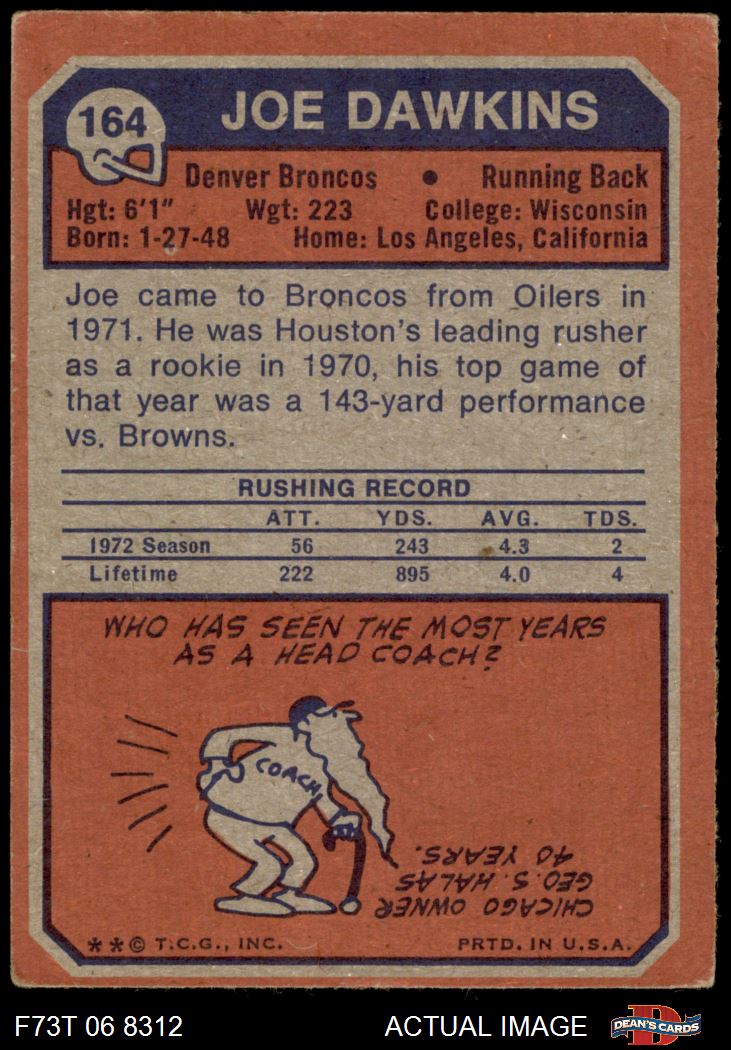 164
JOE DAWKINS
Denver Broncos • Running Back
Hgt: 6'1" Wgt: 223 College: Wisconsin
Born: 1-27-48 Home: Los Angeles, California
Joe came to Broncos from Oilers in
1971. He was Houston's leading rusher
as a rookie in 1970, his top game of
that year was a 143-yard performance
vs. Browns.
RUSHING RECORD
ATT. YDS. AVG. TDS.
1972 Season 56 243 4.3 2
Lifetime 222 895 4.0 4
WHO HAS SEEN THE MOST YEARS
AS A HEAD COACH?
COACH
CHICAGO OWNER
GEO. S. HALAS
40 YEARS.
**© T.C.G., INC. PRTD. IN U.S.A.
F73T 06 8312 ACTUAL IMAGE
DEAN'S CARDS